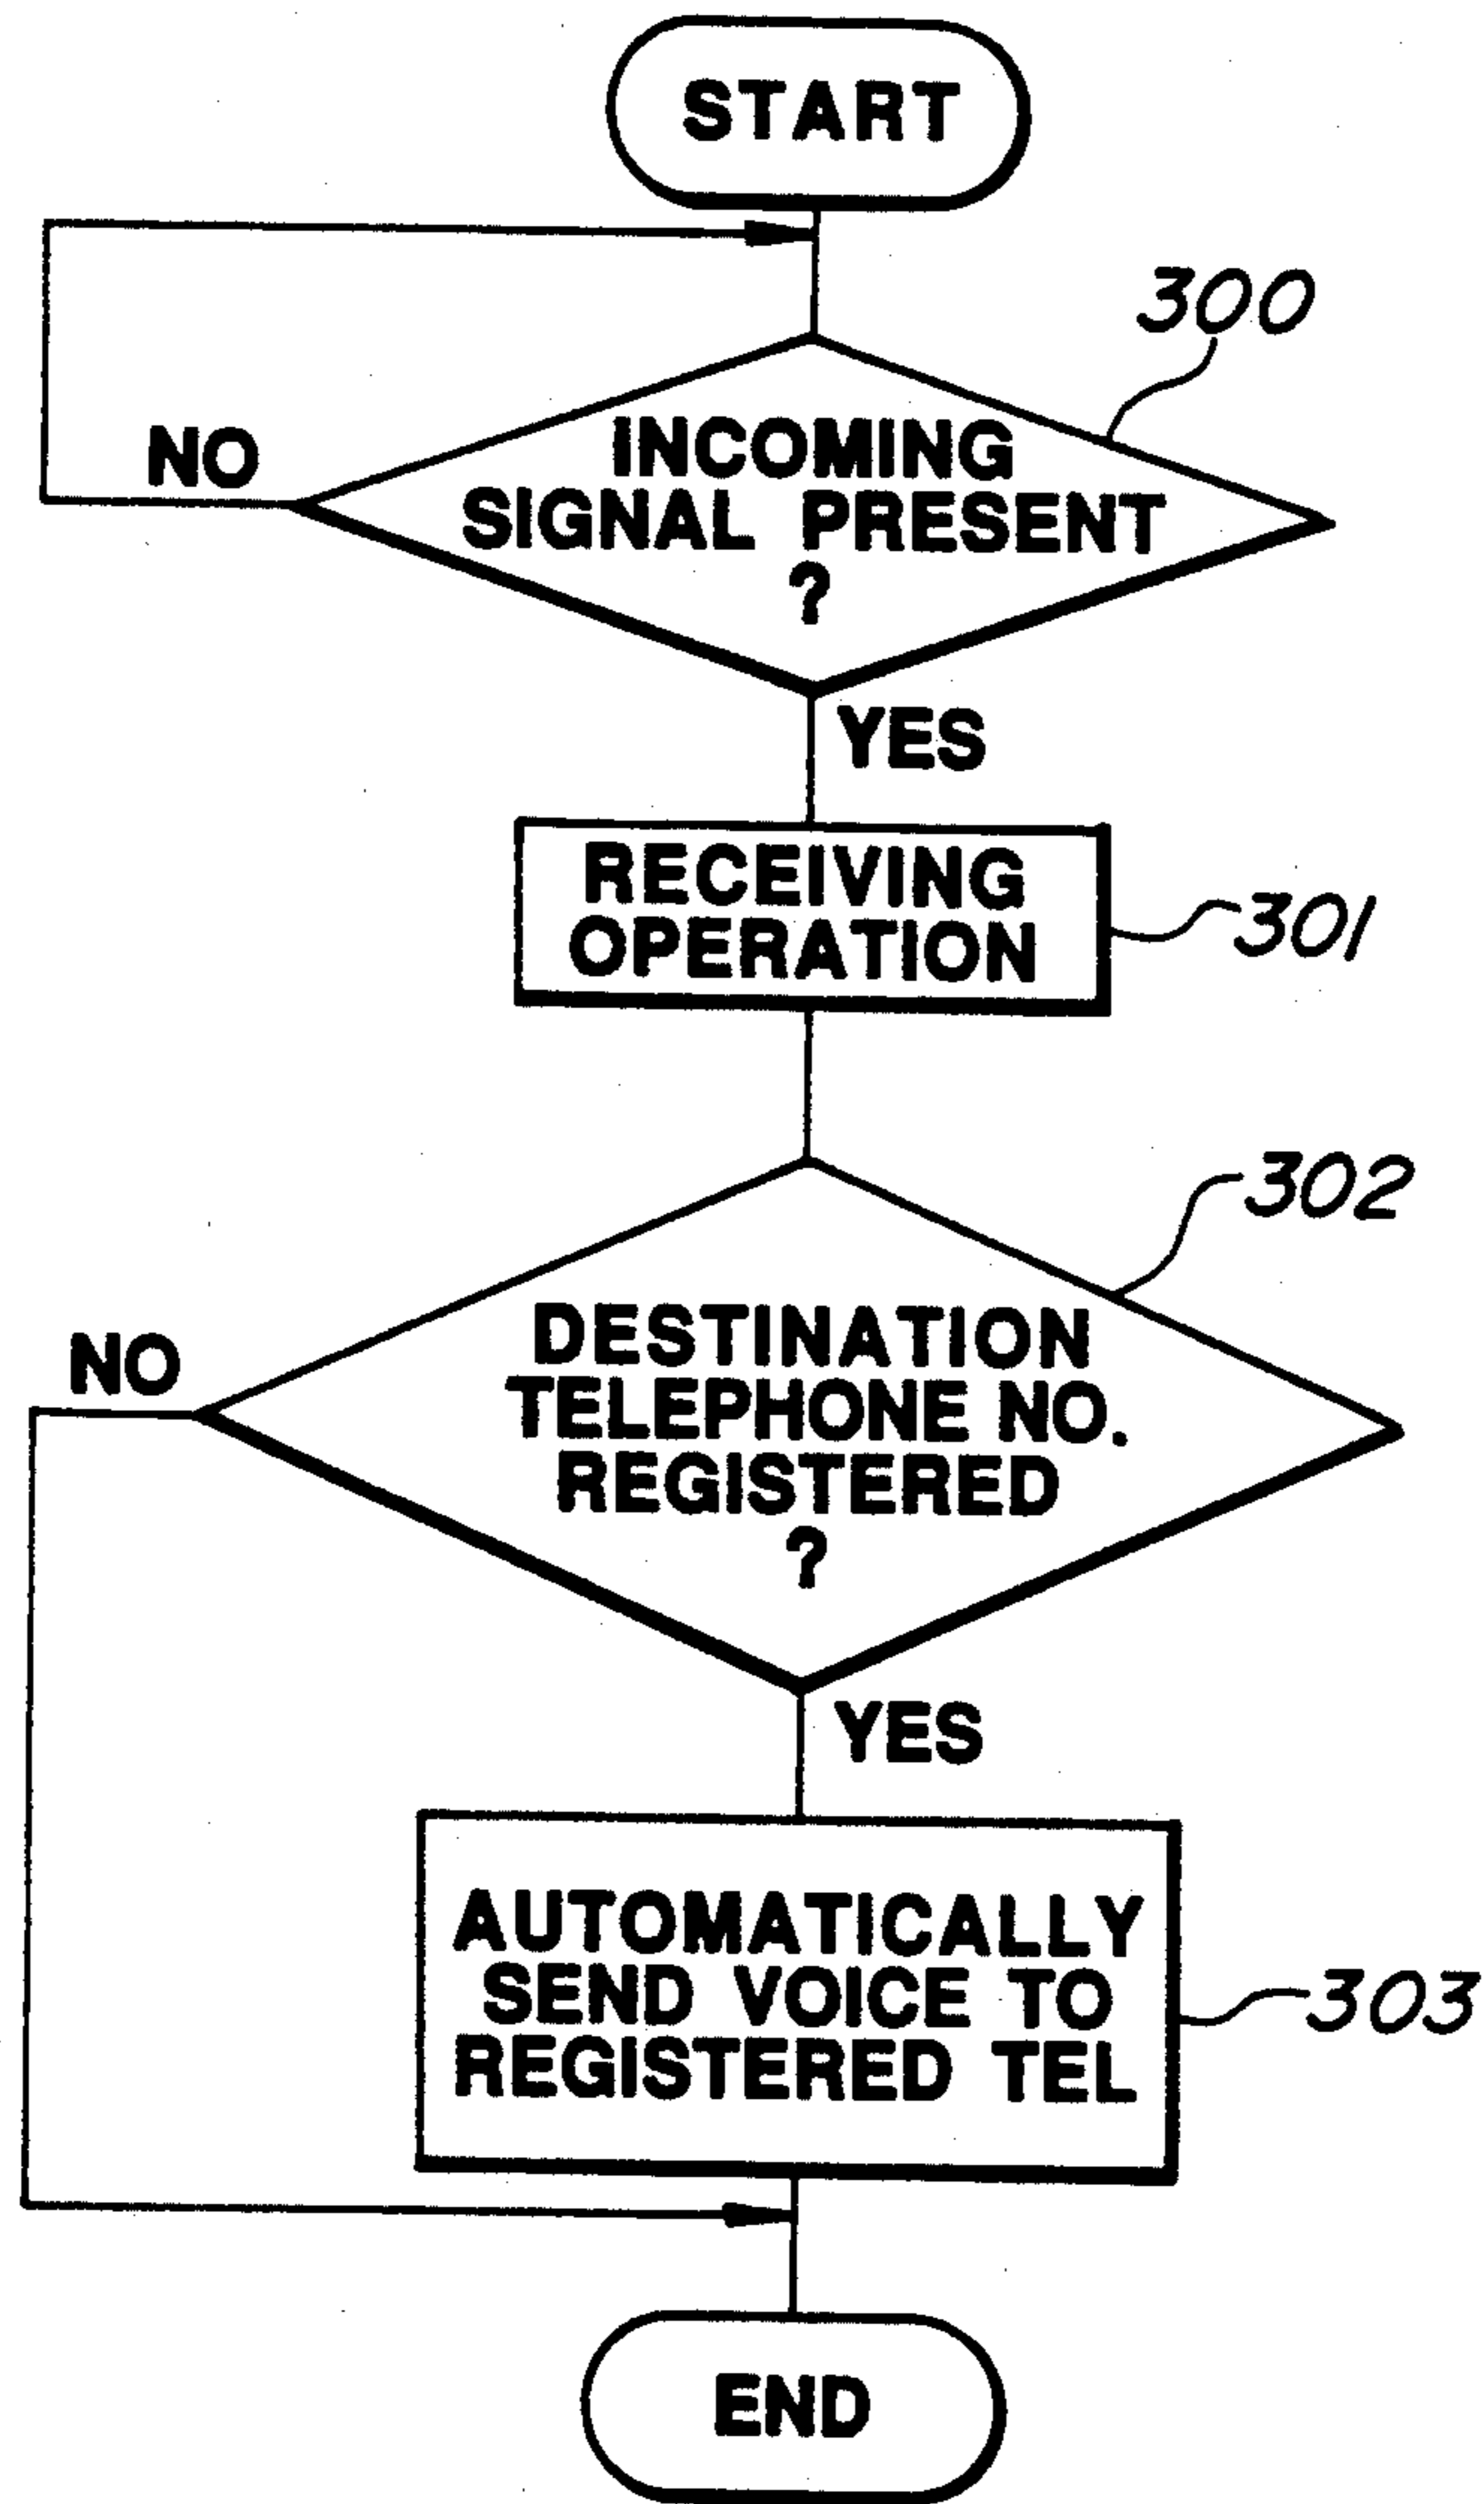 START
300
NO
INCOMING
SIGNAL PRESENT
?
YES
RECEIVING
OPERATION
301
302
NO
DESTINATION
TELEPHONE NO.
REGISTERED
?
YES
AUTOMATICALLY
SEND VOICE TO
REGISTERED TEL
303
END